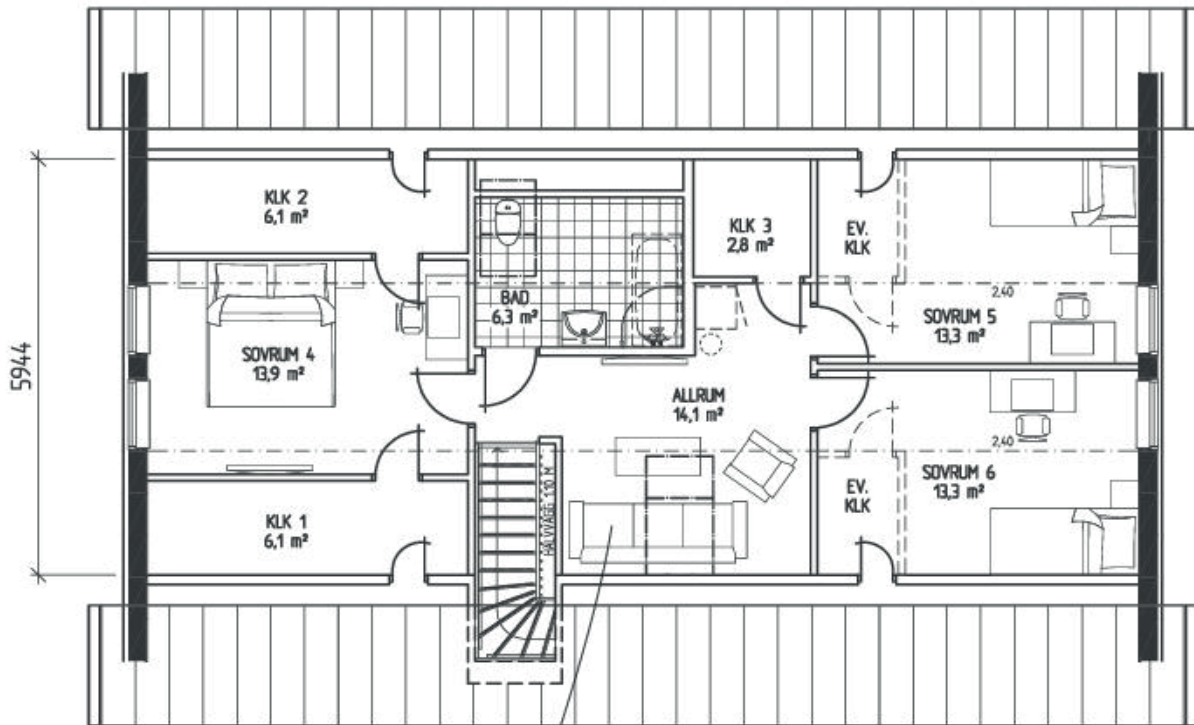 KLK 2
6,1 m²
KLK 3
2,8 m²
EV.
KLK
BAD
6,3 m²
2,40
SOVRUM 5
13,3 m²
SOVRUM 4
13,9 m²
5944
ALLRUM
14,1 m²
2,40
SOVRUM 6
13,3 m²
EV.
KLK
HALVVÄGG 1.10 M
KLK 1
6,1 m²